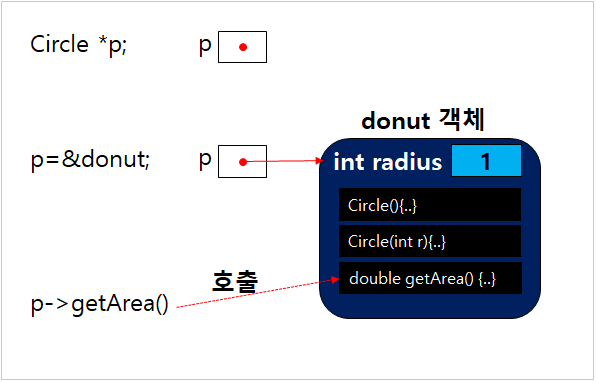 Circle *p;
p
p=&donut;
p
donut 객체
int radius
1
Circle(){..}
Circle(int r){..}
double getArea() {..}
호출
p->getArea()